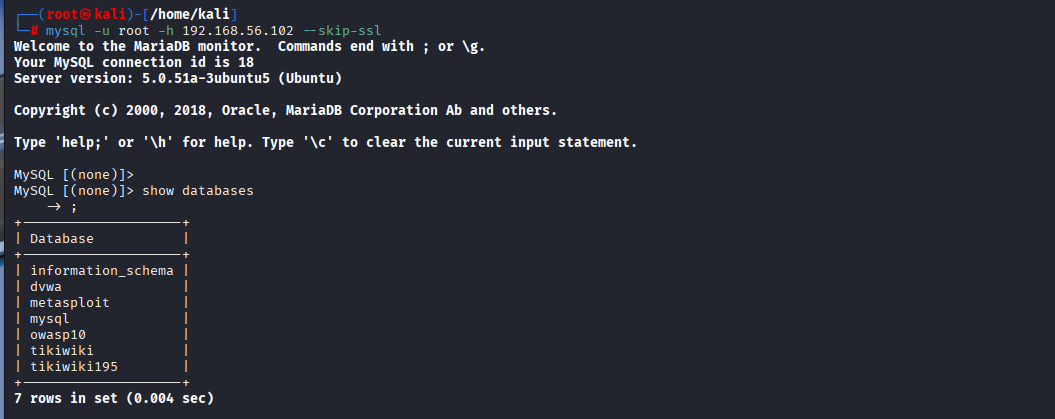 ┌──(root㉿kali)-[/home/kali]
└─# mysql -u root -h 192.168.56.102 --skip-ssl
Welcome to the MariaDB monitor.  Commands end with ; or \g.
Your MySQL connection id is 18
Server version: 5.0.51a-3ubuntu5 (Ubuntu)

Copyright (c) 2000, 2018, Oracle, MariaDB Corporation Ab and others.

Type 'help;' or '\h' for help. Type '\c' to clear the current input statement.

MySQL [(none)]>
MySQL [(none)]> show databases
    -> ;
+--------------------+
| Database           |
+--------------------+
| information_schema |
| dvwa               |
| metasploit         |
| mysql              |
| owasp10            |
| tikiwiki           |
| tikiwiki195        |
+--------------------+
7 rows in set (0.004 sec)